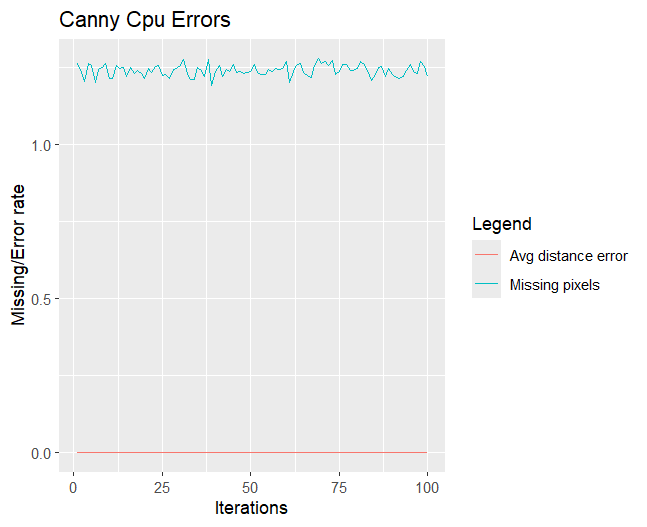 Canny Cpu Errors
Missing/Error rate
1.0
0.5
0.0
0
25
50
75
100
Iterations
Legend
Avg distance error
Missing pixels